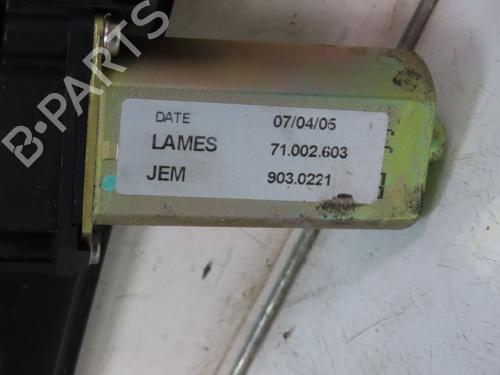 B-PARTS
DATE 07/04/05
LAMES 71.002.603
JEM 903.0221